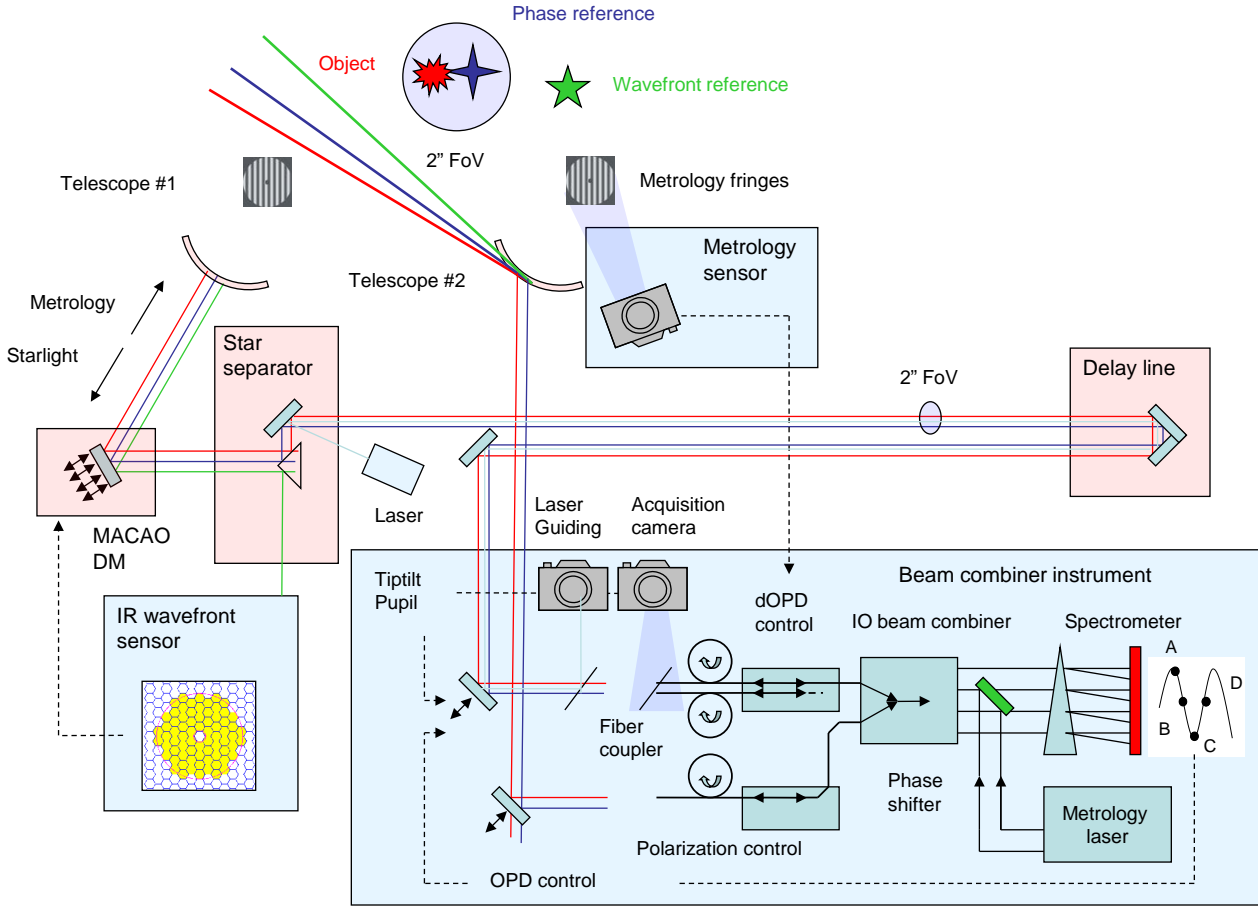 Phase reference
Object
Wavefront reference
2” FoV
Telescope #1
Metrology fringes
Metrology
sensor
Telescope #2
Metrology
Starlight
Star
separator
2” FoV
Delay line
Laser
MACAO
DM
Laser
Guiding
Acquisition
camera
Tiptilt
Pupil
Beam combiner instrument
IR wavefront
sensor
dOPD
control
IO beam combiner
Spectrometer
A
B
C
D
Fiber
coupler
Phase
shifter
Metrology
laser
Polarization control
OPD control